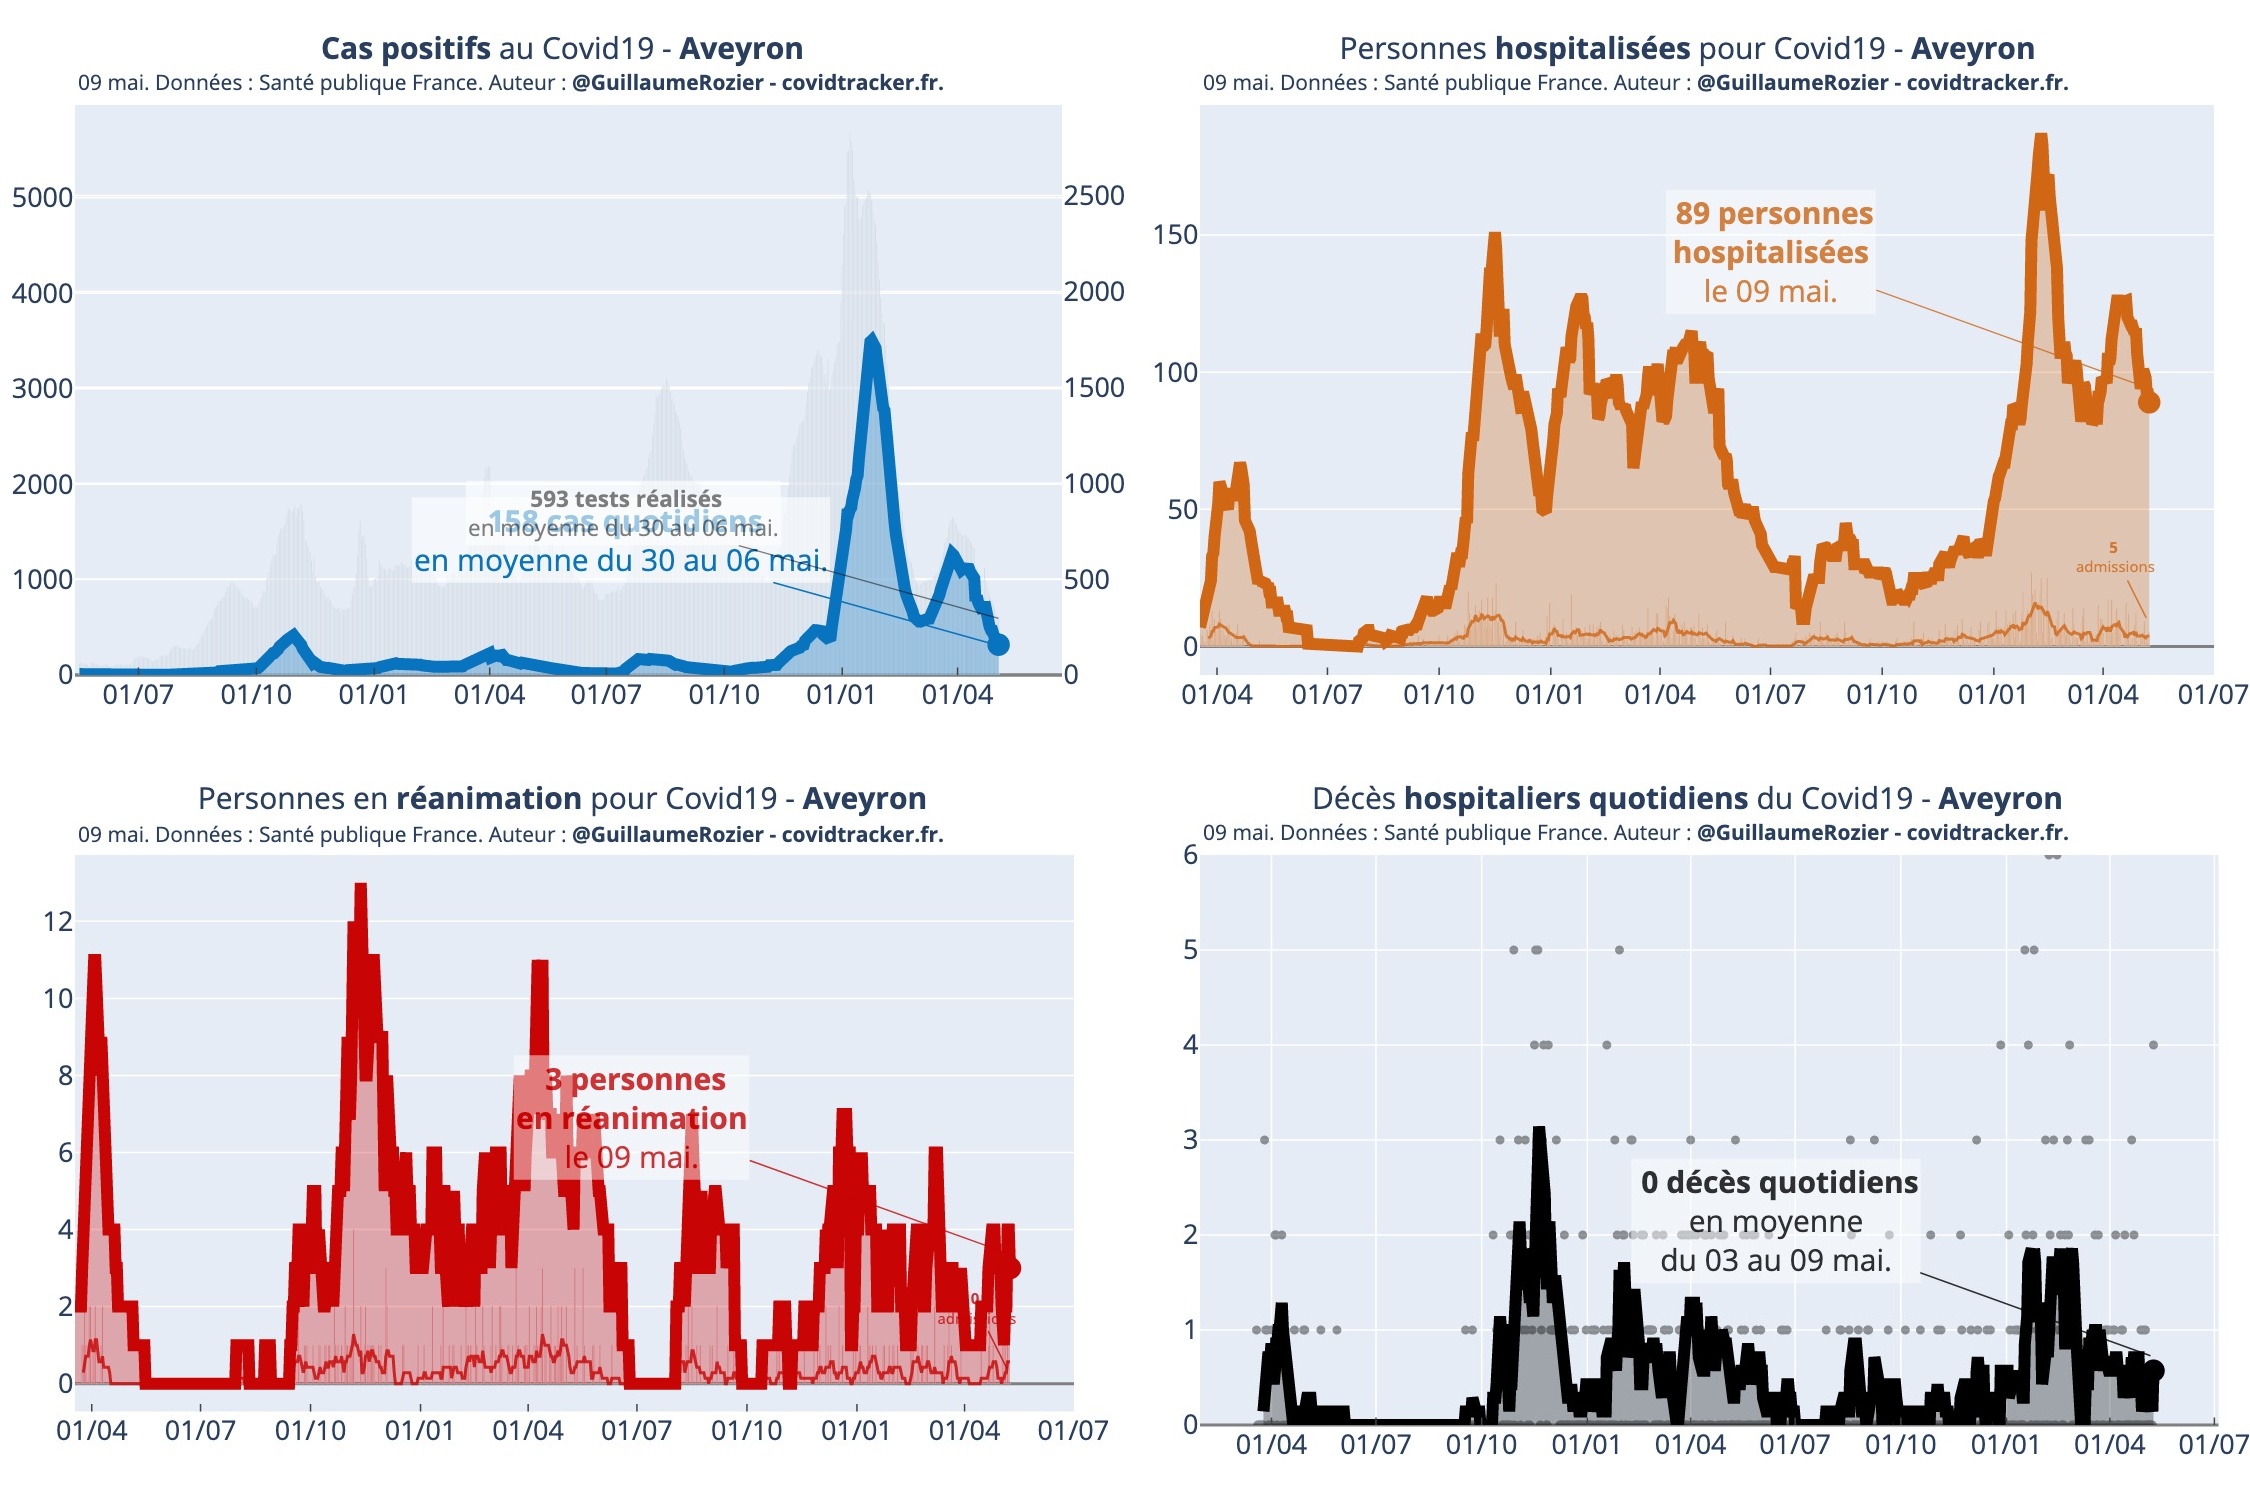 Cas positifs au Covid19 - Aveyron
09 mai. Données : Santé publique France. Auteur : @GuillaumeRozier - covidtracker.fr.
5000
4000
3000
2000
1000
0
2500
2000
1500
1000
500
0
593 tests réalisés
en moyenne du 30 au 06 mai.
158 cas quotidiens
en moyenne du 30 au 06 mai.
01/07 01/10 01/01 01/04 01/07 01/10 01/01 01/04
Personnes hospitalisées pour Covid19 - Aveyron
09 mai. Données : Santé publique France. Auteur : @GuillaumeRozier - covidtracker.fr.
150
100
50
0
89 personnes
hospitalisées
le 09 mai.
5
admissions
01/04 01/07 01/10 01/01 01/04 01/07 01/10 01/01 01/04 01/07
Personnes en réanimation pour Covid19 - Aveyron
09 mai. Données : Santé publique France. Auteur : @GuillaumeRozier - covidtracker.fr.
12
10
8
6
4
2
0
3 personnes
en réanimation
le 09 mai.
0
admissions
01/04 01/07 01/10 01/01 01/04 01/07 01/10 01/01 01/04 01/07
Décès hospitaliers quotidiens du Covid19 - Aveyron
09 mai. Données : Santé publique France. Auteur : @GuillaumeRozier - covidtracker.fr.
6
5
4
3
2
1
0
0 décès quotidiens
en moyenne
du 03 au 09 mai.
01/04 01/07 01/10 01/01 01/04 01/07 01/10 01/01 01/04 01/07